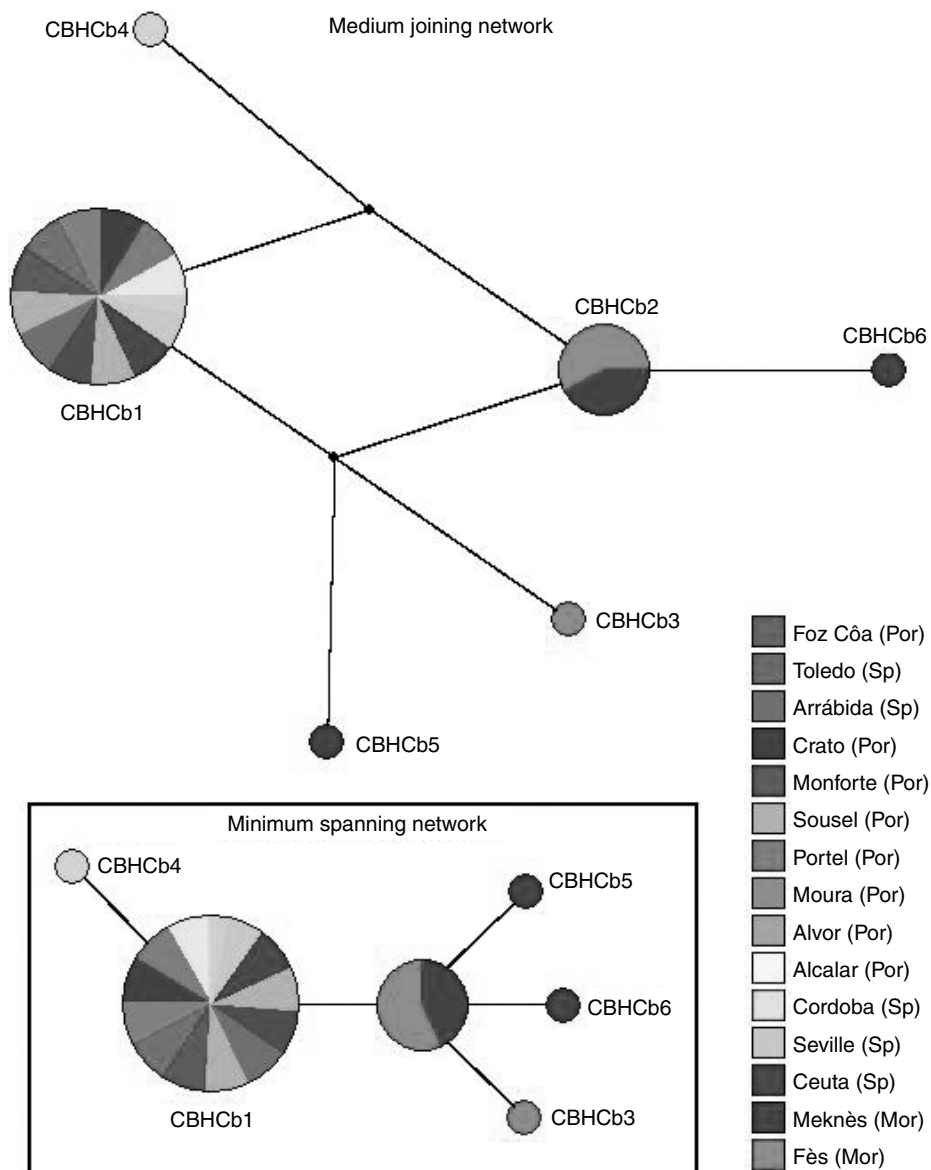 Medium joining network
CBHCb4
CBHCb2
CBHCb6
CBHCb1
CBHCb3
CBHCb5
Foz Côa (Por)
Toledo (Sp)
Arrábida (Sp)
Crato (Por)
Monforte (Por)
Sousel (Por)
Portel (Por)
Moura (Por)
Alvor (Por)
Alcalar (Por)
Cordoba (Sp)
Seville (Sp)
Ceuta (Sp)
Meknès (Mor)
Fès (Mor)
Minimum spanning network
CBHCb4
CBHCb5
CBHCb6
CBHCb1
CBHCb3